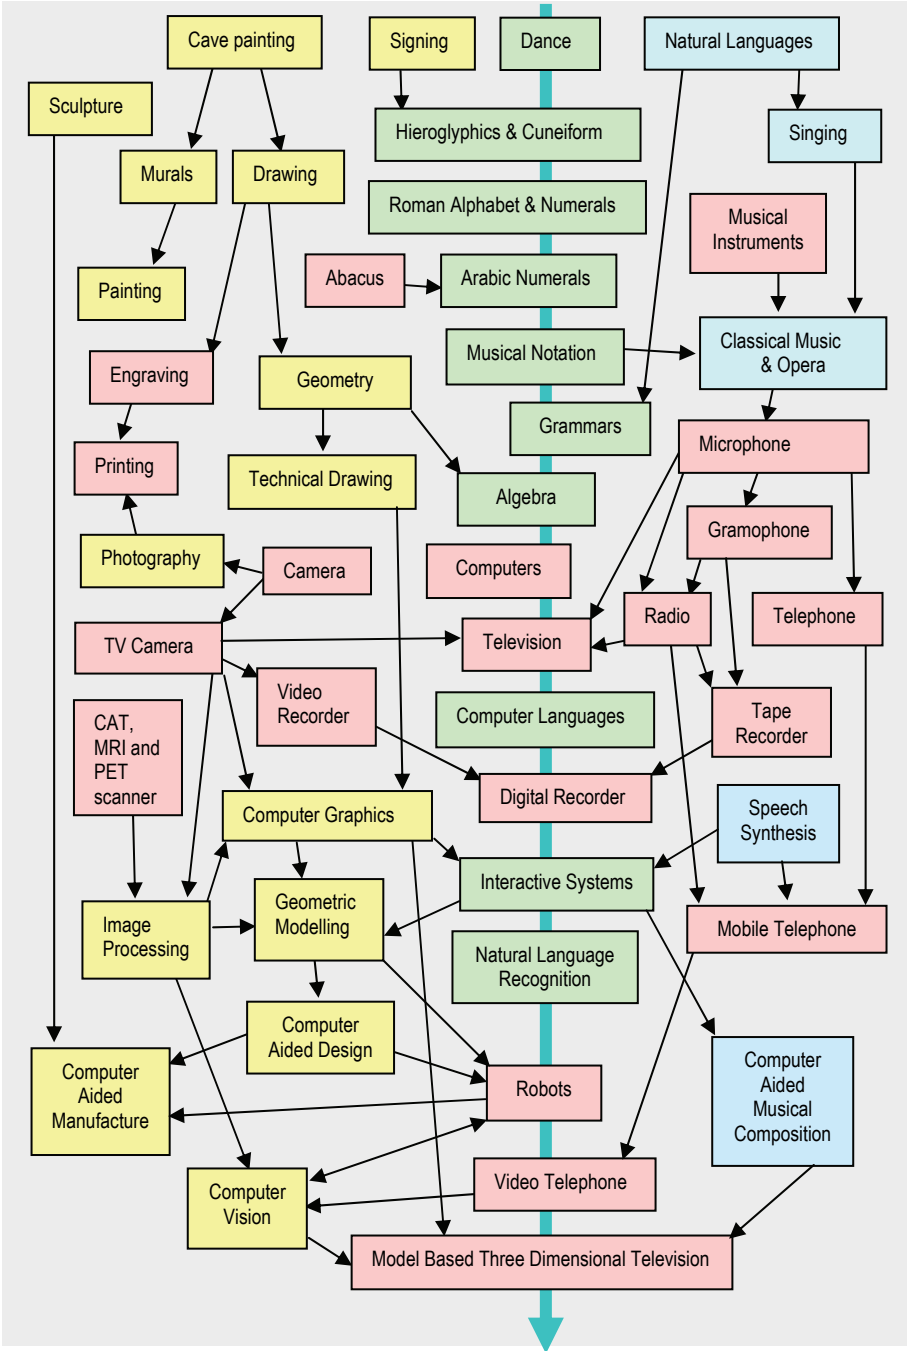 Cave painting
Signing
Dance
Natural Languages
Sculpture
Hieroglyphics & Cuneiform
Singing
Murals
Drawing
Roman Alphabet & Numerals
Musical
Instruments
Abacus
Arabic Numerals
Painting
Musical Notation
Classical Music
& Opera
Engraving
Geometry
Grammars
Microphone
Printing
Technical Drawing
Algebra
Gramophone
Photography
Camera
Computers
Radio
Telephone
TV Camera
Television
Video
Recorder
Computer Languages
Tape
Recorder
CAT,
MRI and
PET
scanner
Digital Recorder
Computer Graphics
Speech
Synthesis
Interactive Systems
Geometric
Modelling
Image
Processing
Mobile Telephone
Natural Language
Recognition
Computer
Aided Design
Computer
Aided
Manufacture
Robots
Computer
Aided
Musical
Composition
Computer
Vision
Video Telephone
Model Based Three Dimensional Television